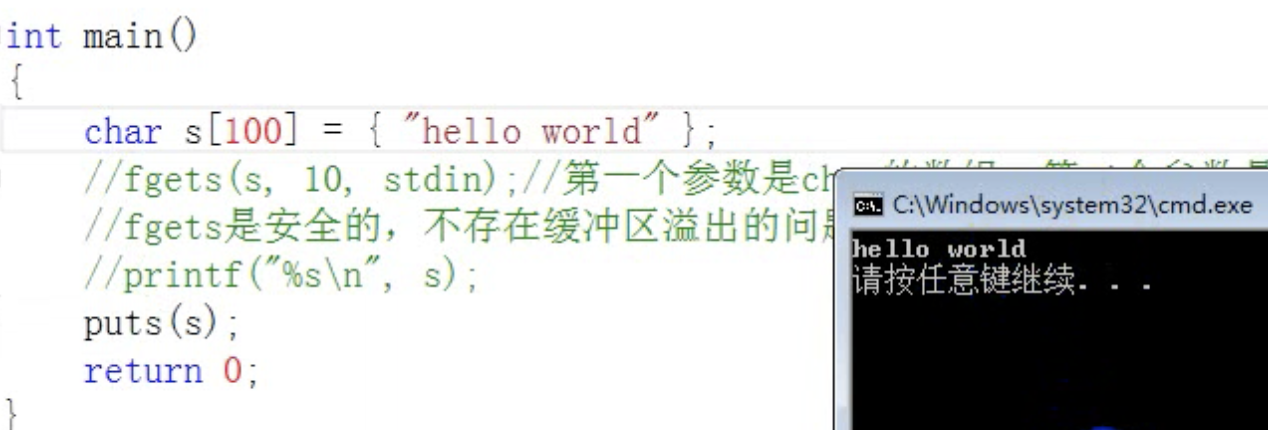 int main()
{
char s[100] = { "hello world" };
//fgets(s, 10, stdin);//第一个参数是ch
//fgets是安全的，不存在缓冲区溢出的问
//printf("%s\n", s);
puts(s);
return 0;
}
C:\Windows\system32\cmd.exe
hello world
请按任意键继续. . .